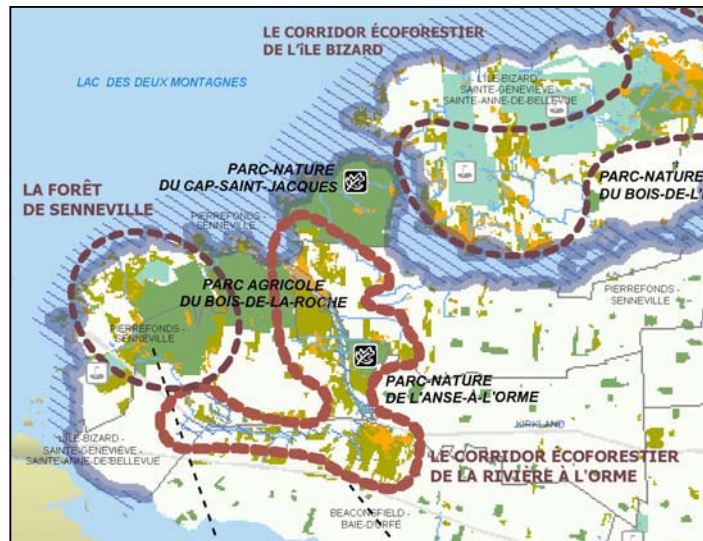 LE CORRIDOR ÉCOFORESTIER
DE L'ÎLE BIZARD
LAC DES DEUX MONTAGNES
L'ÎLE-BIZARD -
SAINTE-GENEVIÈVE -
SAINTE-ANNE-DE-BELLEVUE
PARC-NATURE
DU CAP-SAINT-JACQUES
PARC-NATURE
DU BOIS-DE-L'
LA FORÊT
DE SENNEVILLE
PIERREFONDS -
SENNEVILLE
PARC AGRICOLE
DU BOIS-DE-LA-ROCHE
PIERREFONDS -
SENNEVILLE
PIERREFONDS -
SENNEVILLE
PARC-NATURE
DE L'ANSE-À-L'ORME
KIRKLAND
L'ÎLE-BIZARD -
SAINTE-GENEVIÈVE -
SAINTE-ANNE-DE-BELLEVUE
LE CORRIDOR ÉCOFORESTIER
DE LA RIVIÈRE À L'ORME
BEACONSFIELD -
BAIE-D'URFÉ